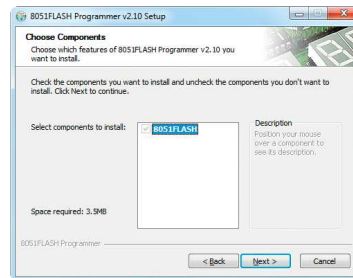 8051FLASH Programmer v2.10 Setup
Choose Components
Choose which features of 8051FLASH Programmer v2.10 you
want to install.
Check the components you want to install and uncheck the components you don't want to
install. Click Next to continue.
Select components to install:
8051FLASH
Description
Position your mouse
over a component to
see its description.
Space required: 3.5MB
8051FLASH Programmer
< Back
Next >
Cancel